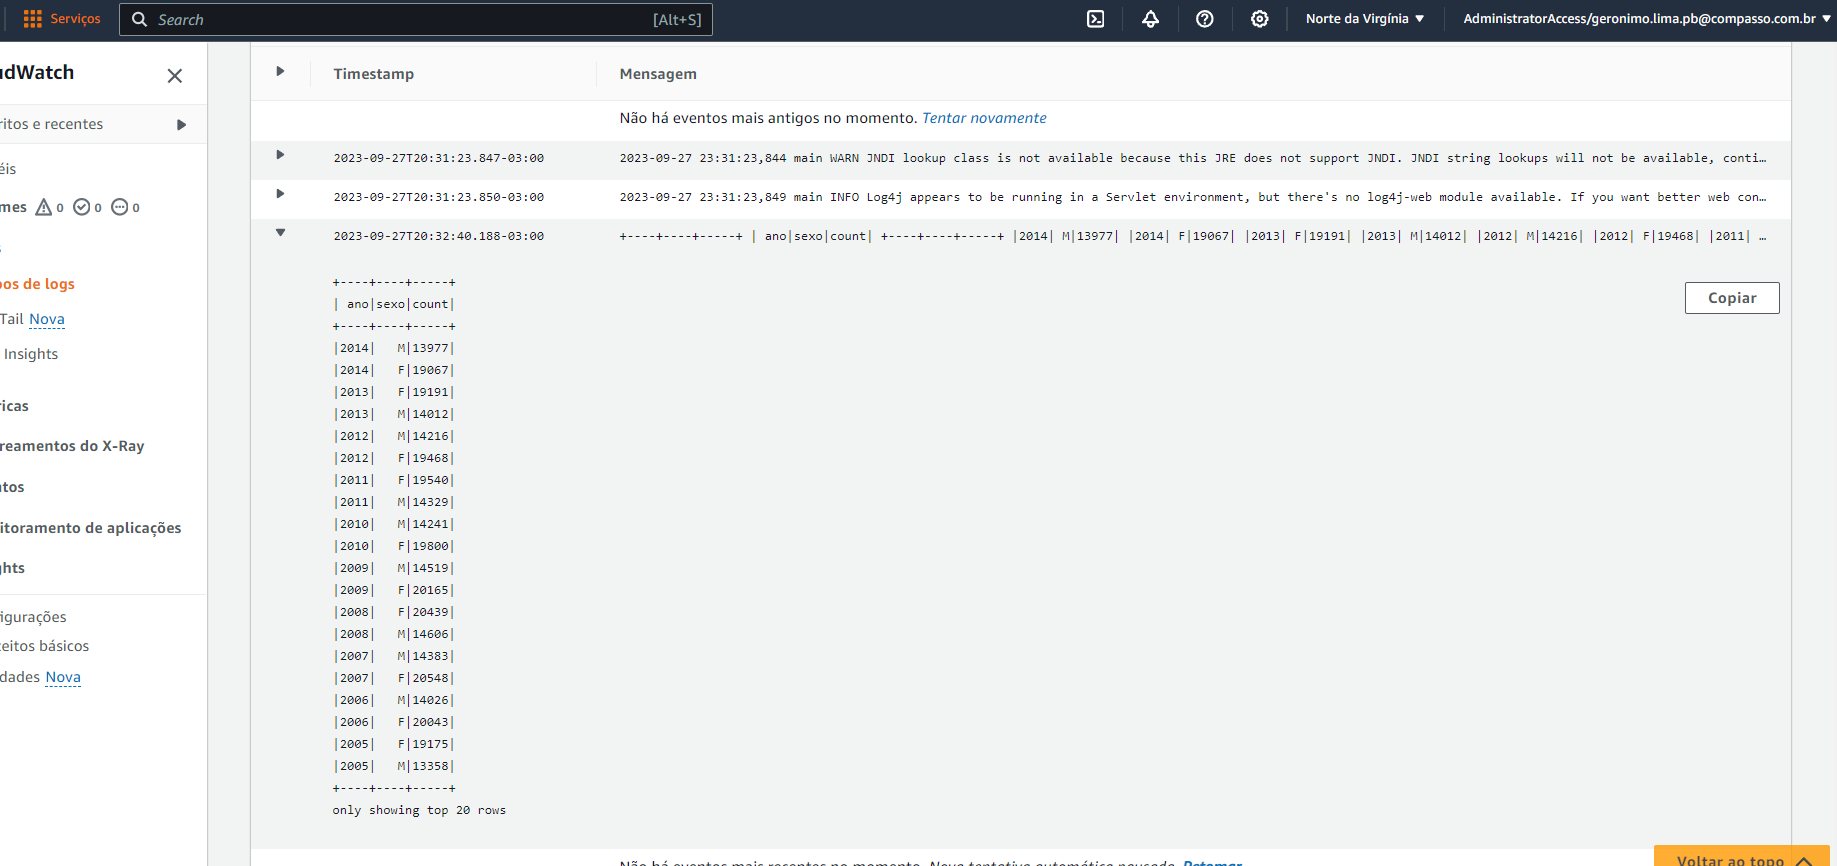 Serviços
Search [Alt+S]
Norte da Virgínia ▼
AdministratorAccess/geronimo.lima.pb@compasso.com.br ▼
udWatch
ritos e recentes
éis
mes 0 0 0
s
pos de logs
Tail Nova
Insights
ricas
reamentos do X-Ray
ntos
itoramento de aplicações
ghts
figurações
ceitos básicos
dades Nova
Timestamp Mensagem
Não há eventos mais antigos no momento. Tentar novamente
2023-09-27T20:31:23.847-03:00 2023-09-27 23:31:23,844 main WARN JNDI lookup class is not available because this JRE does not support JNDI. JNDI string lookups will not be available, conti…
2023-09-27T20:31:23.850-03:00 2023-09-27 23:31:23,849 main INFO Log4j appears to be running in a Servlet environment, but there's no log4j-web module available. If you want better web con…
2023-09-27T20:32:40.188-03:00 +----+----+-----+ | ano|sexo|count| +----+----+-----+ |2014| M|13977| |2014| F|19067| |2013| F|19191| |2013| M|14012| |2012| M|14216| |2012| F|19468| |2011| …
Copiar
+----+----+-----+
| ano|sexo|count|
+----+----+-----+
|2014|   M|13977|
|2014|   F|19067|
|2013|   F|19191|
|2013|   M|14012|
|2012|   M|14216|
|2012|   F|19468|
|2011|   F|19540|
|2011|   M|14329|
|2010|   M|14241|
|2010|   F|19800|
|2009|   M|14519|
|2009|   F|20165|
|2008|   F|20439|
|2008|   M|14606|
|2007|   M|14383|
|2007|   F|20548|
|2006|   M|14026|
|2006|   F|20043|
|2005|   F|19175|
|2005|   M|13358|
+----+----+-----+
only showing top 20 rows
Não há eventos mais recentes no momento. Nova tentativa automática pausada. Retomar
Voltar ao topo